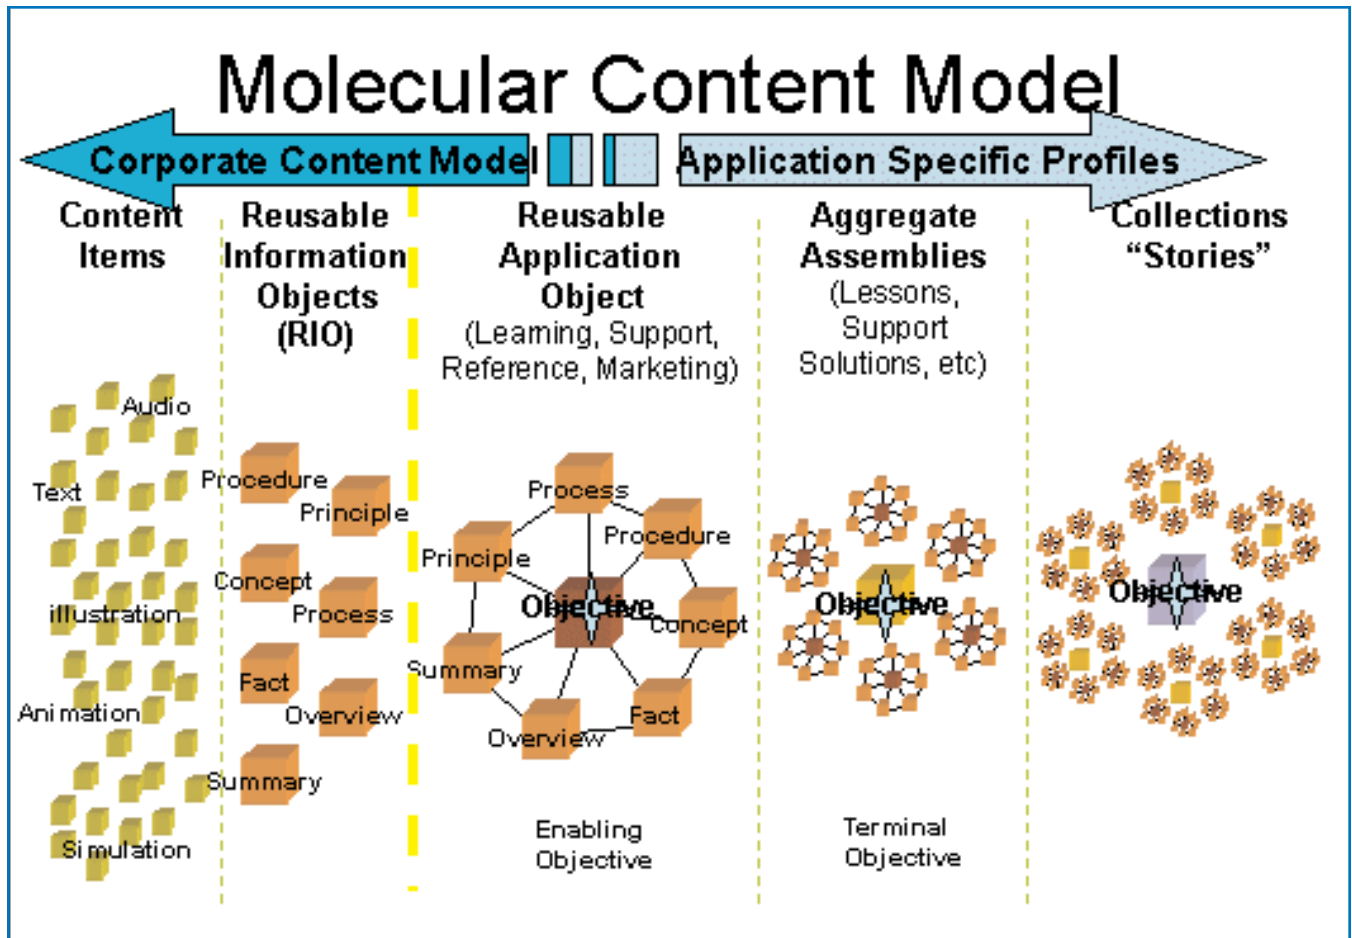 Molecular Content Model
Corporate Content Model
Application Specific Profiles
Content
Items
Reusable
Information
Objects
(RIO)
Reusable
Application
Object
(Learning, Support,
Reference, Marketing)
Aggregate
Assemblies
(Lessons,
Support
Solutions, etc)
Collections
“Stories”
Audio
Text
illustration
Animation
Simulation
Procedure
Principle
Concept
Process
Fact
Overview
Summary
Process
Procedure
Principle
Objective
Concept
Summary
Fact
Overview
Enabling
Objective
Objective
Terminal
Objective
Objective